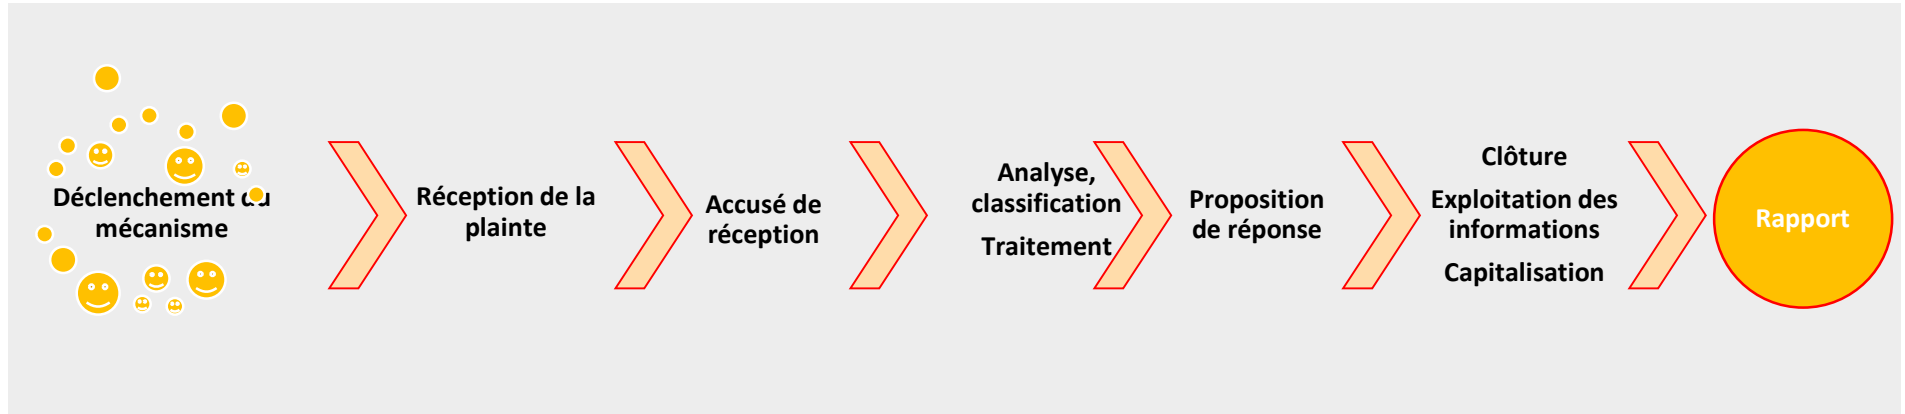 Déclenchement du
mécanisme
Réception de la
plainte
Accusé de
réception
Analyse,
classification
Traitement
Proposition
de réponse
Clôture
Exploitation des
informations
Capitalisation
Rapport